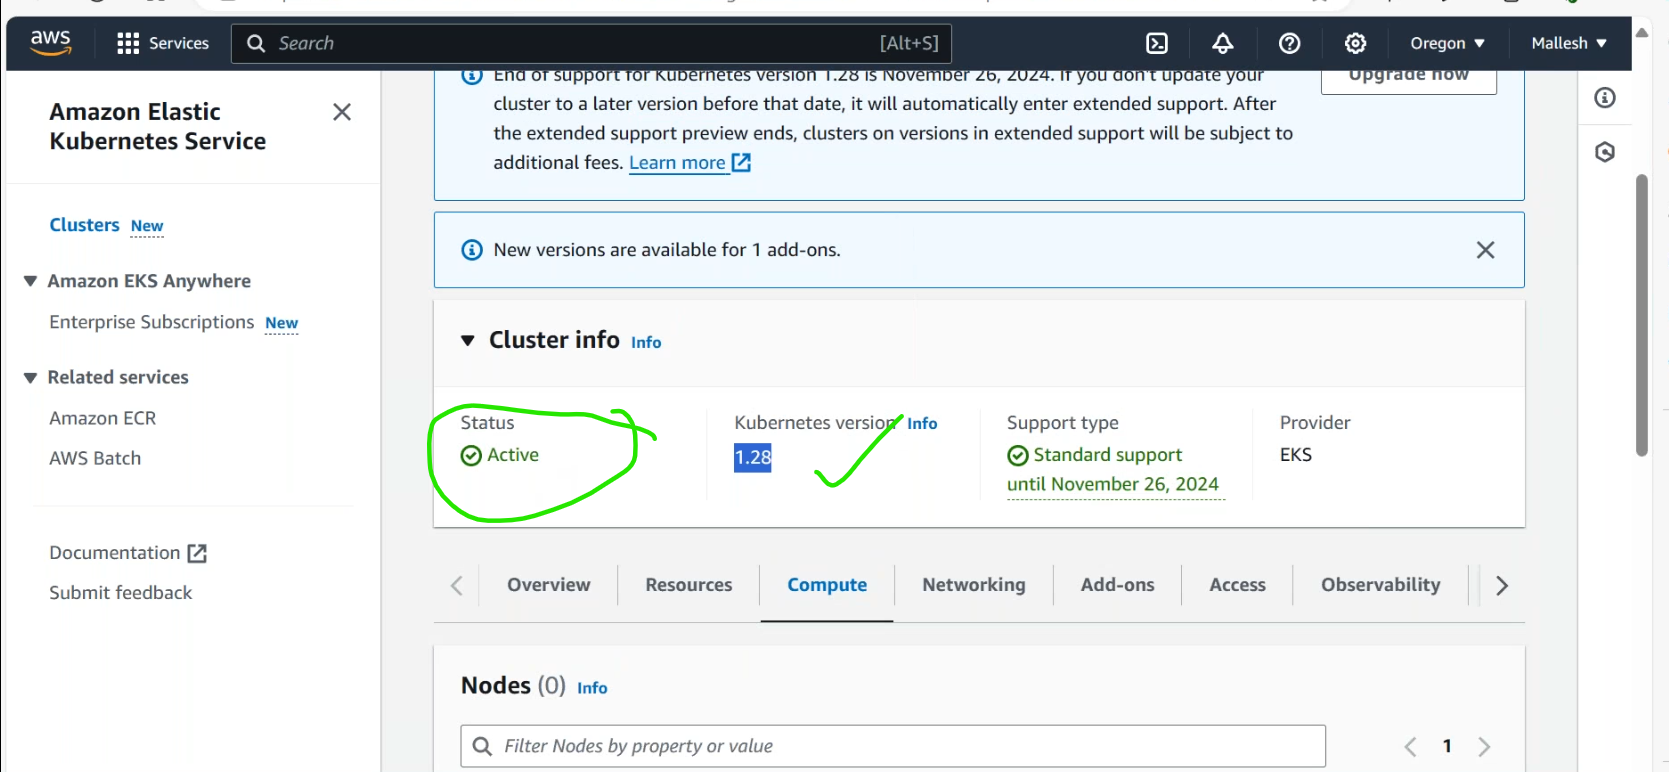 aws
Services
Search
[Alt+S]
Oregon ▼
Mallesh ▼
Amazon Elastic
Kubernetes Service
Clusters New
Amazon EKS Anywhere
Enterprise Subscriptions New
Related services
Amazon ECR
AWS Batch
Documentation
Submit feedback
End of support for Kubernetes version 1.28 is November 26, 2024. If you don't update your
cluster to a later version before that date, it will automatically enter extended support. After
the extended support preview ends, clusters on versions in extended support will be subject to
additional fees. Learn more
Upgrade now
New versions are available for 1 add-ons.
Cluster info Info
Status
Active
Kubernetes version Info
1.28
Support type
Standard support
until November 26, 2024
Provider
EKS
Overview
Resources
Compute
Networking
Add-ons
Access
Observability
Nodes (0) Info
Filter Nodes by property or value
1